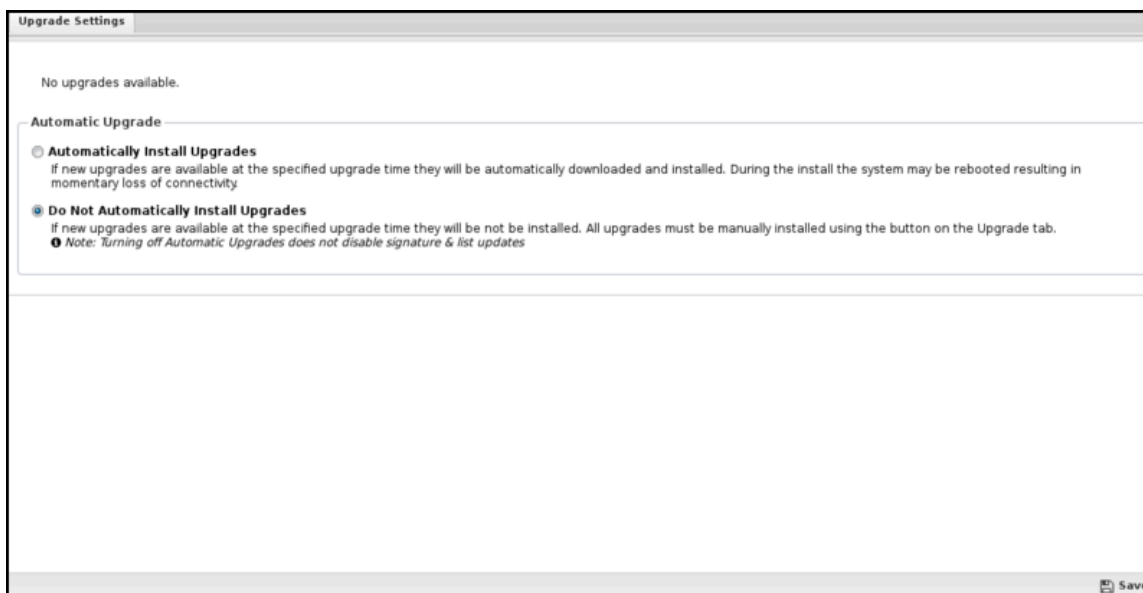 Upgrade Settings
No upgrades available.
Automatic Upgrade
Automatically Install Upgrades
If new upgrades are available at the specified upgrade time they will be automatically downloaded and installed. During the install the system may be rebooted resulting in
momentary loss of connectivity.
Do Not Automatically Install Upgrades
If new upgrades are available at the specified upgrade time they will be not be installed. All upgrades must be manually installed using the button on the Upgrade tab.
Note: Turning off Automatic Upgrades does not disable signature & list updates
Save